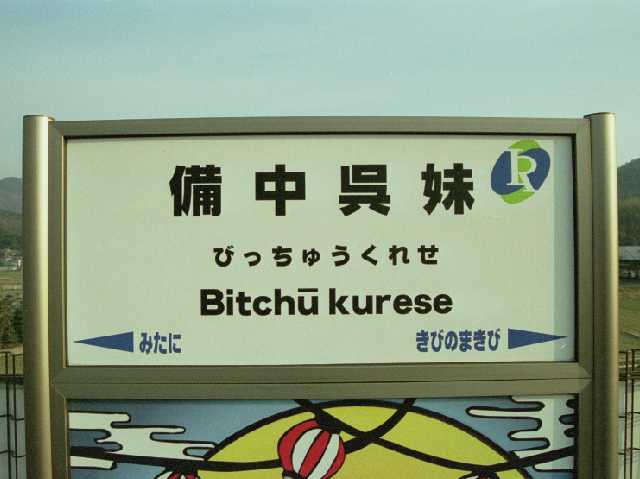 備中呉妹
びっちゅうくれせ
Bitchū kurese
みたに きびのまきび
R